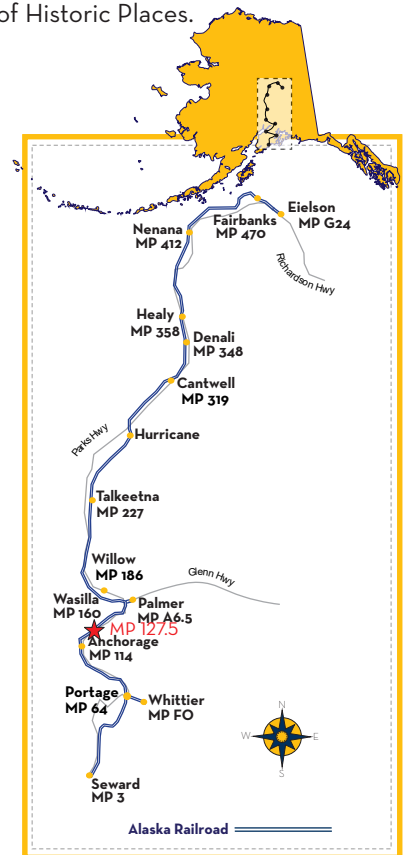 of Historic Places.
Eielson
MP G24
Fairbanks
MP 470
Nenana
MP 412
Richardson Hwy
Healy
MP 358
Denali
MP 348
Cantwell
MP 319
Parks Hwy
Hurricane
Talkeetna
MP 227
Willow
MP 186
Glenn Hwy
Wasilla
MP 160
Palmer
MP A6.5
MP 127.5
Anchorage
MP 114
Portage
MP 64
Whittier
MP F0
N
W
E
S
Seward
MP 3
Alaska Railroad